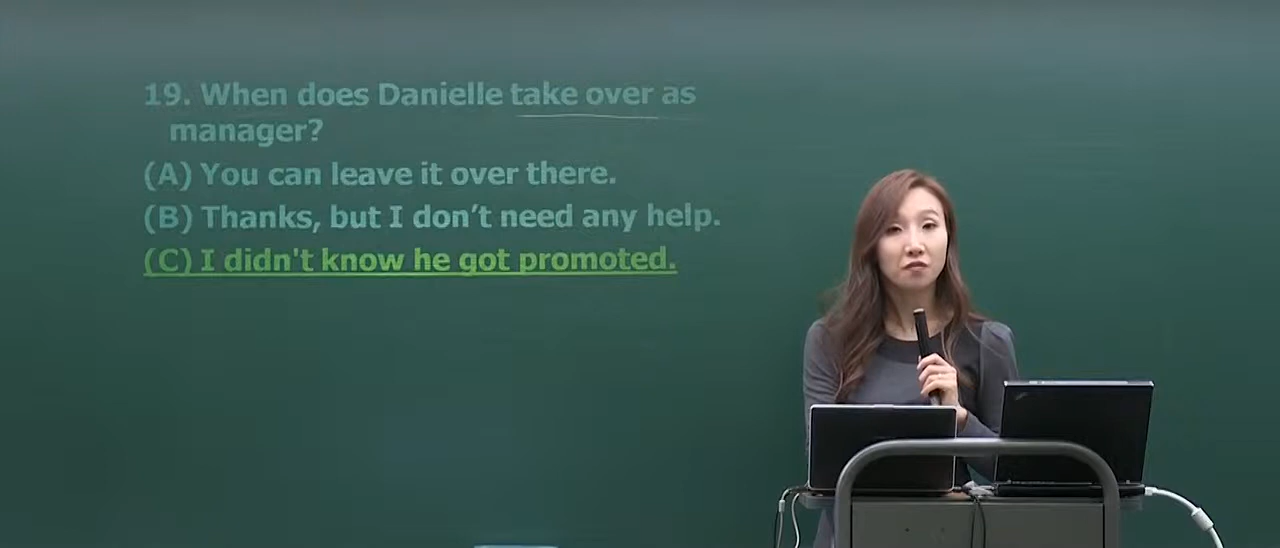 19. When does Danielle take over as
manager?
(A) You can leave it over there.
(B) Thanks, but I don't need any help.
(C) I didn't know he got promoted.